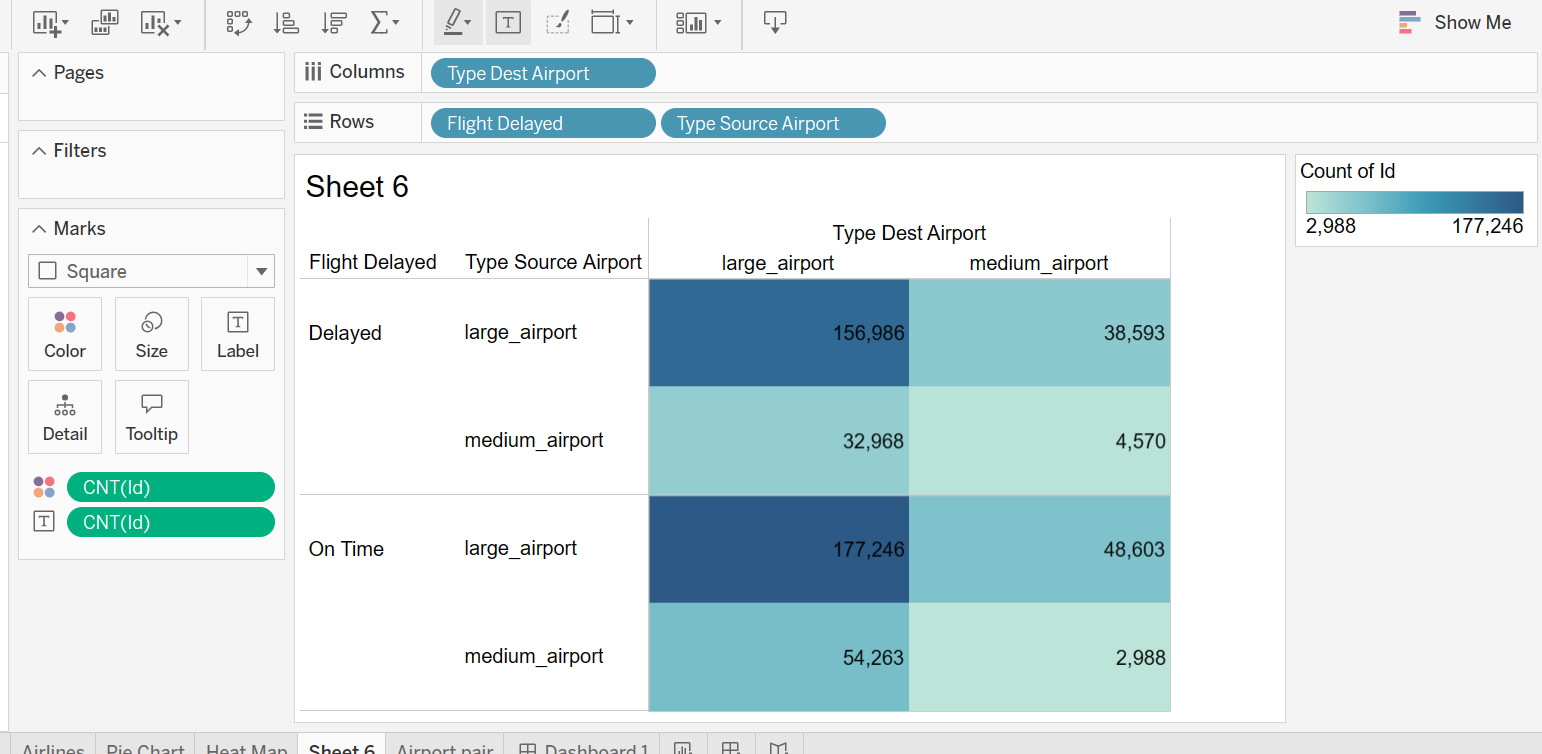 Show Me
Pages
Columns
Type Dest Airport
Rows
Flight Delayed
Type Source Airport
Filters
Marks
Square
Color
Size
T
Label
Detail
Tooltip
CNT(Id)
T
CNT(Id)
Sheet 6
Type Dest Airport
Flight Delayed Type Source Airport large_airport medium_airport
Delayed large_airport 156,986 38,593
medium_airport 32,968 4,570
On Time large_airport 177,246 48,603
medium_airport 54,263 2,988
Count of Id
2,988 177,246
Airlines Pie Chart Heat Map Sheet 6 Airport pair Dashboard 1